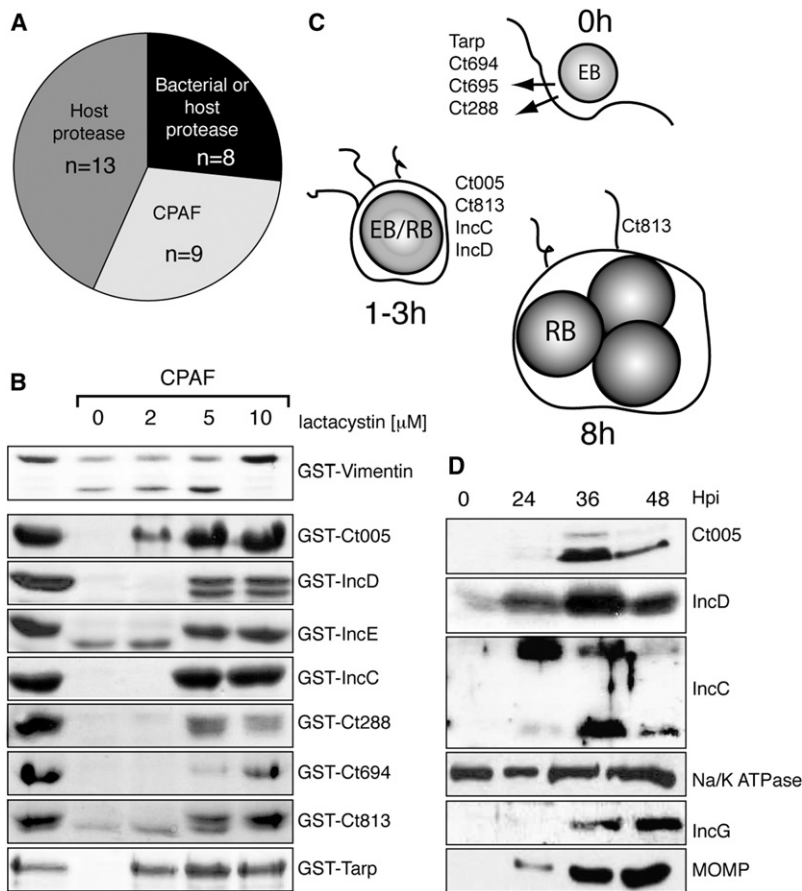 A
Host
protease
n=13
Bacterial or
host
protease
n=8
CPAF
n=9
C
0h
Tarp
Ct694
Ct695
Ct288
EB
EB/RB
Ct005
Ct813
IncC
IncD
1-3h
Ct813
RB
8h
B
CPAF
0 2 5 10 lactacystin [µM]
GST-Vimentin
GST-Ct005
GST-IncD
GST-IncE
GST-IncC
GST-Ct288
GST-Ct694
GST-Ct813
GST-Tarp
D
0 24 36 48 Hpi
Ct005
IncD
IncC
Na/K ATPase
IncG
MOMP